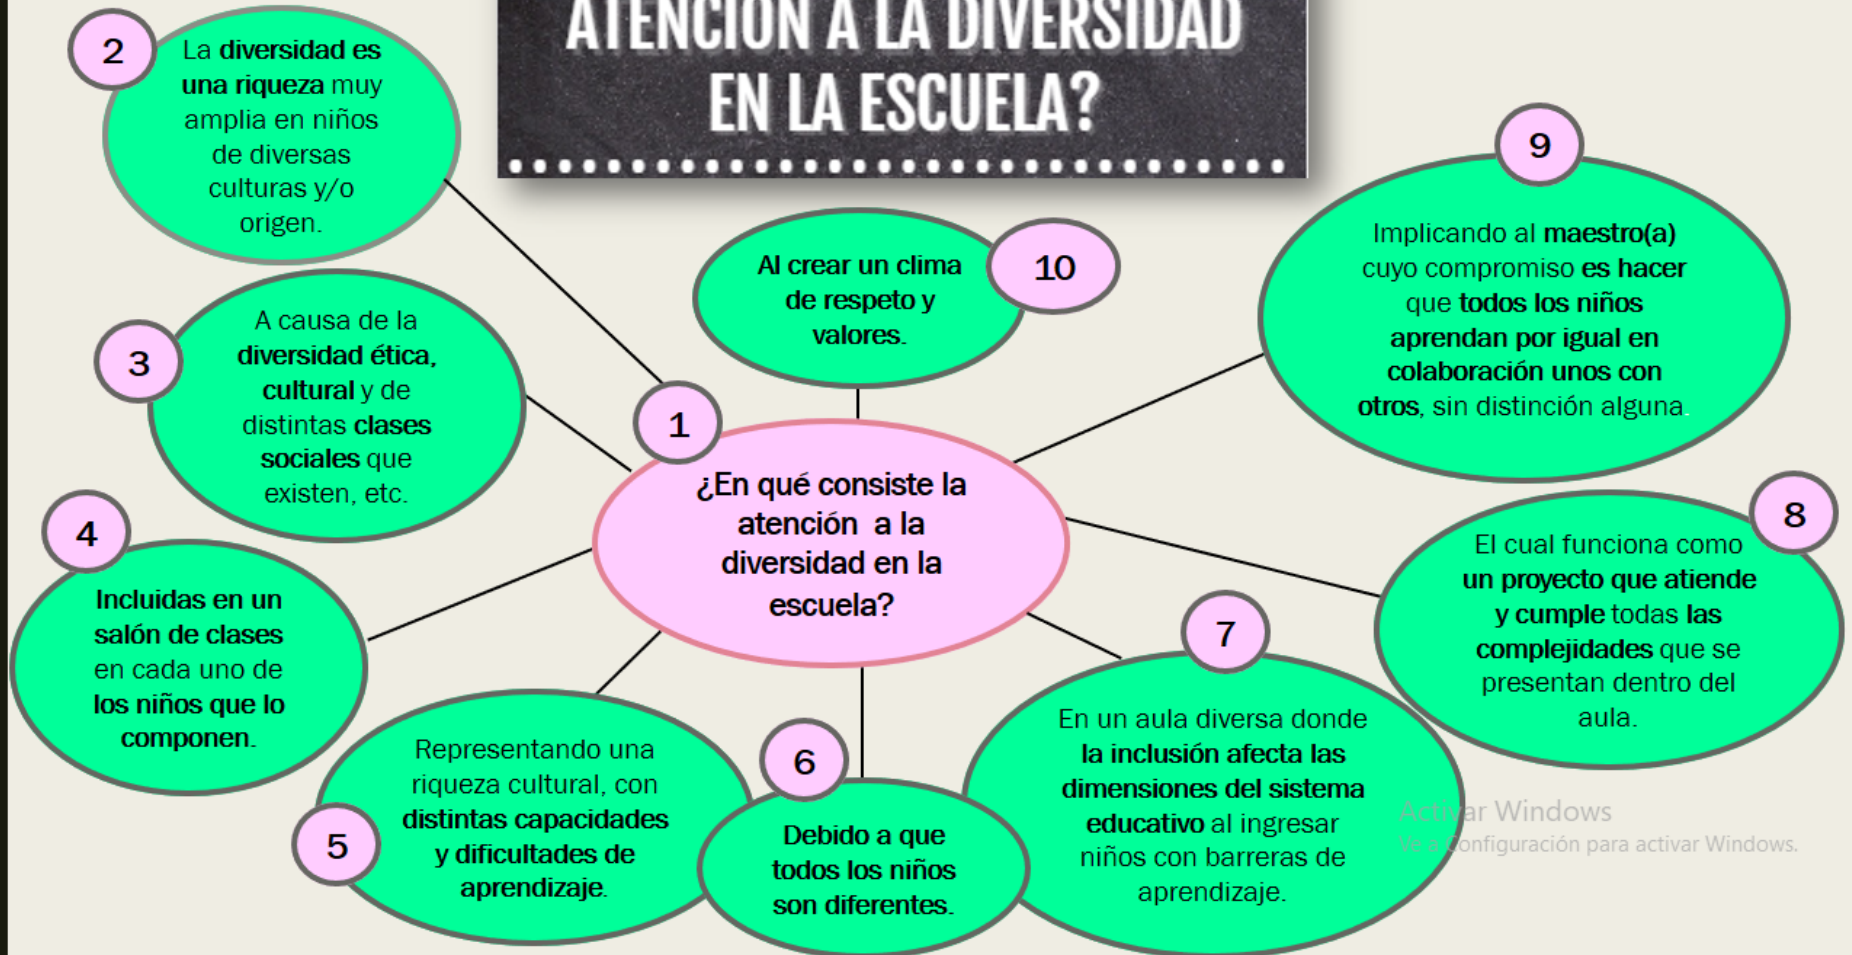 ATENCIÓN A LA DIVERSIDAD
EN LA ESCUELA?
1
¿En qué consiste la
atención a la
diversidad en la
escuela?
2
La diversidad es
una riqueza muy
amplia en niños
de diversas
culturas y/o
origen.
3
A causa de la
diversidad ética,
cultural y de
distintas clases
sociales que
existen, etc.
4
Incluidas en un
salón de clases
en cada uno de
los niños que lo
componen.
5
Representando una
riqueza cultural, con
distintas capacidades
y dificultades de
aprendizaje.
6
Debido a que
todos los niños
son diferentes.
7
En un aula diversa donde
la inclusión afecta las
dimensiones del sistema
educativo al ingresar
niños con barreras de
aprendizaje.
8
El cual funciona como
un proyecto que atiende
y cumple todas las
complejidades que se
presentan dentro del
aula.
9
Implicando al maestro(a)
cuyo compromiso es hacer
que todos los niños
aprendan por igual en
colaboración unos con
otros, sin distinción alguna.
10
Al crear un clima
de respeto y
valores.
Activar Windows
Ve a Configuración para activar Windows.